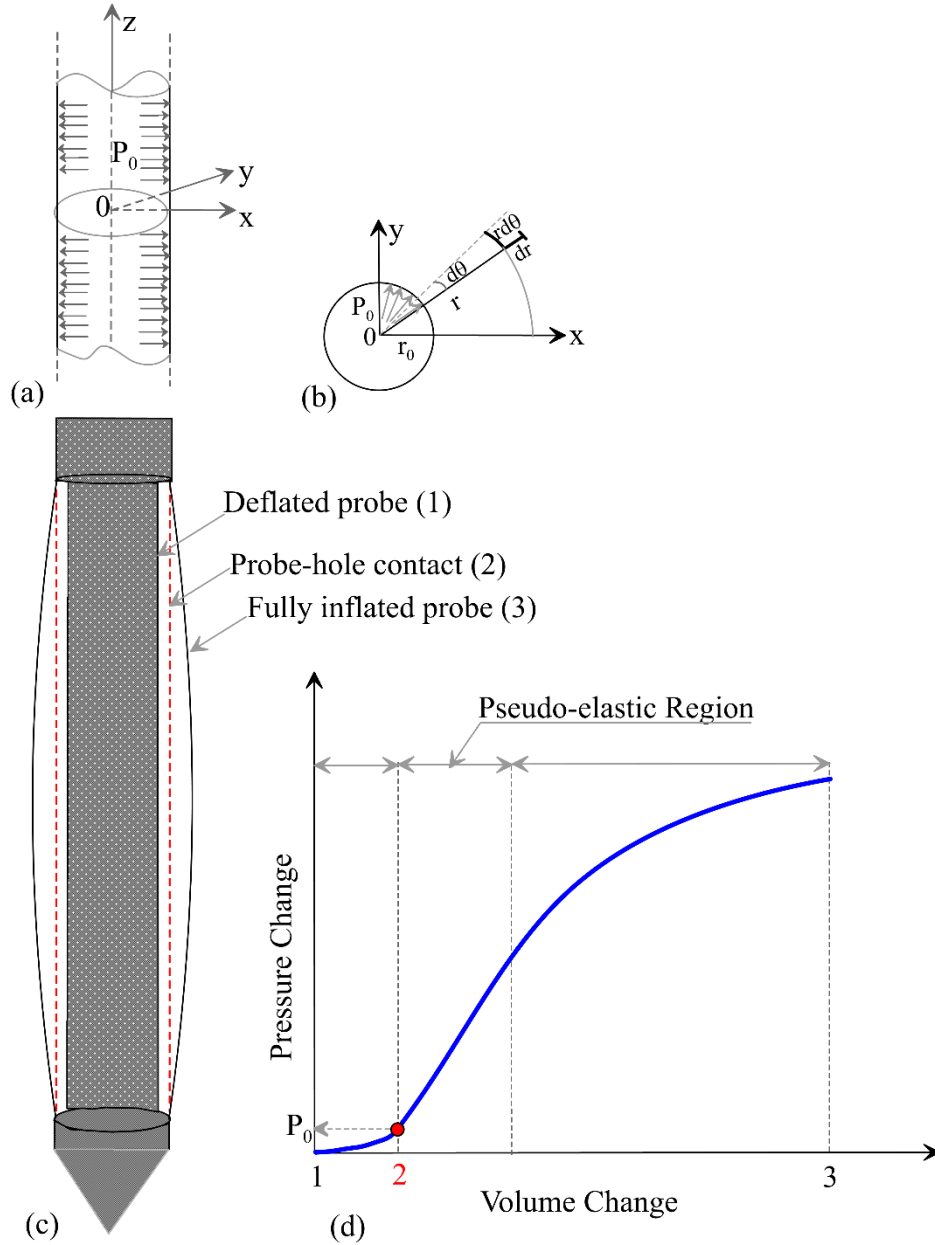 z
P0
y
0
x
(a)
y
rdθ
dr
dθ
P0
r
0
r0
x
(b)
Deflated probe (1)
Probe-hole contact (2)
Fully inflated probe (3)
(c)
Pseudo-elastic Region
Pressure Change
P0
1
2
3
Volume Change
(d)